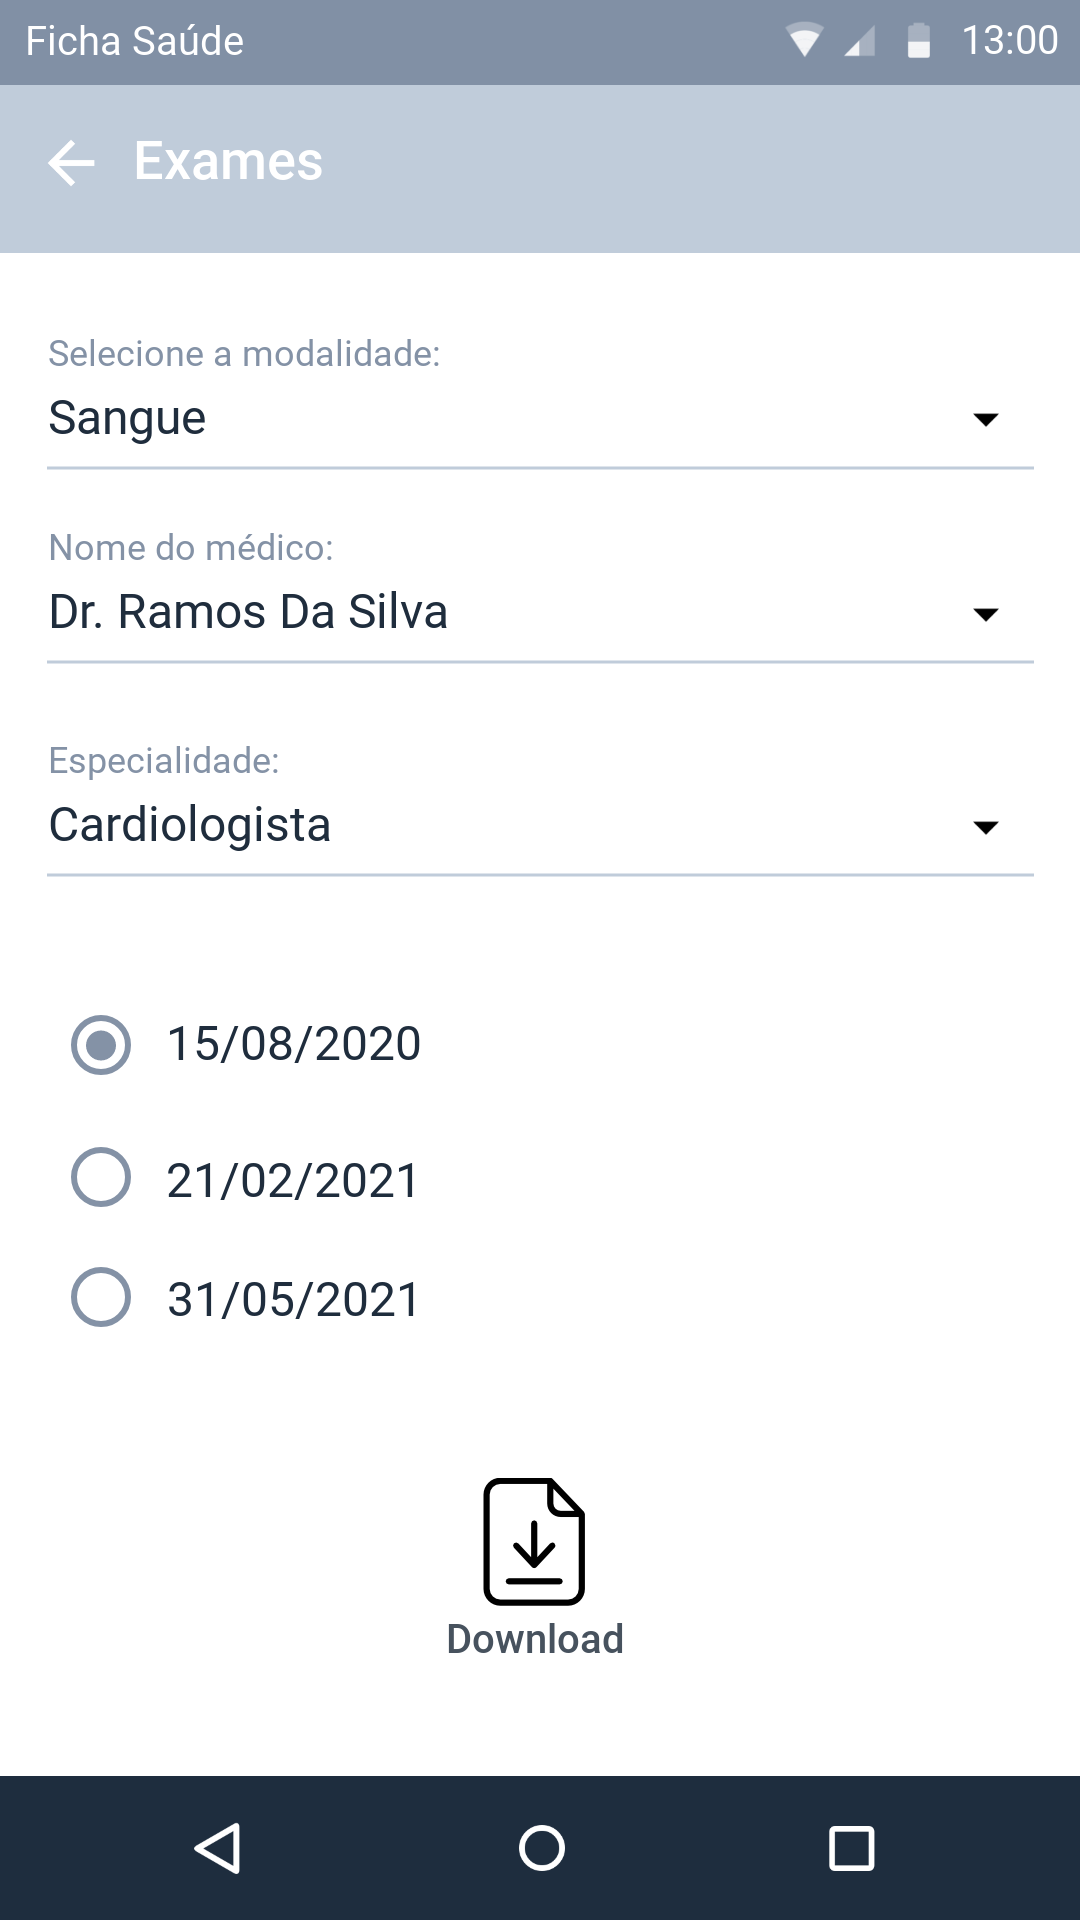 Ficha Saúde 13:00
Exames
Selecione a modalidade:
Sangue
Nome do médico:
Dr. Ramos Da Silva
Especialidade:
Cardiologista
15/08/2020
21/02/2021
31/05/2021
Download